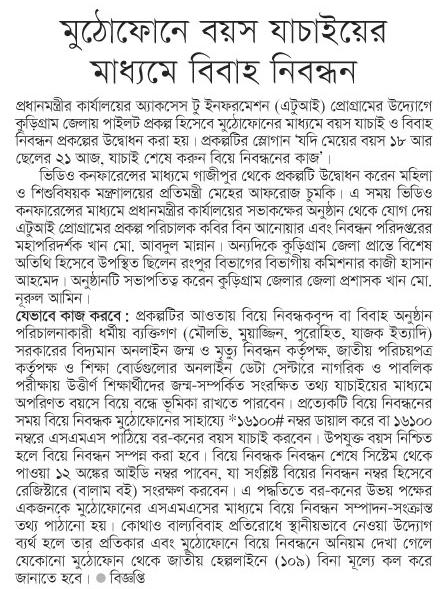 মুঠোফোনে বয়স যাচাইয়ের
মাধ্যমে বিবাহ নিবন্ধন
প্রধানমন্ত্রীর কার্যালয়ের অ্যাকসেস টু ইনফরমেশন (এটুআই) প্রোগ্রামের উদ্যোগে
কুড়িগ্রাম জেলায় পাইলট প্রকল্প হিসেবে মুঠোফোনের মাধ্যমে বয়স যাচাই ও বিবাহ
নিবন্ধন প্রকল্পের উদ্বোধন করা হয়। প্রকল্পটির স্লোগান ‘যদি মেয়ের বয়স ১৮ আর
ছেলের ২১ আজ, যাচাই শেষে করুন বিয়ে নিবন্ধনের কাজ’।
ভিডিও কনফারেন্সের মাধ্যমে গাজীপুর থেকে প্রকল্পটি উদ্বোধন করেন মহিলা
ও শিশুবিষয়ক মন্ত্রণালয়ের প্রতিমন্ত্রী মেহের আফরোজ চুমকি। এ সময় ভিডিও
কনফারেন্সের মাধ্যমে প্রধানমন্ত্রীর কার্যালয়ের সভাকক্ষের অনুষ্ঠান থেকে যোগ দেয়
এটুআই প্রোগ্রামের প্রকল্প পরিচালক কবির বিন আনোয়ার এবং নিবন্ধন পরিদপ্তরের
মহাপরিদর্শক খান মো. আবদুল মান্নান। অন্যদিকে কুড়িগ্রাম জেলা প্রান্তে বিশেষ
অতিথি হিসেবে উপস্থিত ছিলেন রংপুর বিভাগের বিভাগীয় কমিশনার কাজী হাসান
আহমেদ। অনুষ্ঠানটি সভাপতিত্ব করেন কুড়িগ্রাম জেলার জেলা প্রশাসক খান মো.
নূরুল আমিন।
যেভাবে কাজ করবে : প্রকল্পটির আওতায় বিয়ে নিবন্ধকবৃন্দ বা বিবাহ অনুষ্ঠান
পরিচালনাকারী ধর্মীয় ব্যক্তিগণ (মৌলভি, মুয়াজ্জিন, পুরোহিত, যাজক ইত্যাদি)
সরকারের বিদ্যমান অনলাইন জন্ম ও মৃত্যু নিবন্ধন কর্তৃপক্ষ, জাতীয় পরিচয়পত্র
কর্তৃপক্ষ ও শিক্ষা বোর্ডগুলোর অনলাইন ডেটা সেন্টারে নাগরিক ও পাবলিক
পরীক্ষায় উত্তীর্ণ শিক্ষার্থীদের জন্ম-সম্পর্কিত সংরক্ষিত তথ্য যাচাইয়ের মাধ্যমে
অপরিণত বয়সে বিয়ে বন্ধে ভূমিকা রাখতে পারবেন। প্রত্যেকটি বিয়ে নিবন্ধনের
সময় বিয়ে নিবন্ধক মুঠোফোনের সাহায্যে *১৬১০০# নম্বর ডায়াল করে বা ১৬১০০
নম্বরে এসএমএস পাঠিয়ে বর-কনের বয়স যাচাই করবেন। উপযুক্ত বয়স নিশ্চিত
হলে বিয়ে নিবন্ধন সম্পন্ন করা হবে। বিয়ে নিবন্ধক নিবন্ধন শেষে সিস্টেম থেকে
পাওয়া ১২ অঙ্কের আইডি নম্বর পাবেন, যা সংশ্লিষ্ট বিয়ের নিবন্ধন নম্বর হিসেবে
রেজিস্টারে (বালাম বই) সংরক্ষণ করবেন। এ পদ্ধতিতে বর-কনের উভয় পক্ষের
একজনকে মুঠোফোনের এসএমএসের মাধ্যমে বিয়ে নিবন্ধন সম্পাদন-সংক্রান্ত
তথ্য পাঠানো হয়। কোথাও বাল্যবিবাহ প্রতিরোধে স্থানীয়ভাবে নেওয়া উদ্যোগ
ব্যর্থ হলে তার প্রতিকার এবং মুঠোফোনে বিয়ে নিবন্ধনে অনিয়ম দেখা গেলে
যেকোনো মুঠোফোন থেকে জাতীয় হেল্পলাইনে (১০৯) বিনা মূল্যে কল করে
জানাতে হবে। ● বিজ্ঞপ্তি